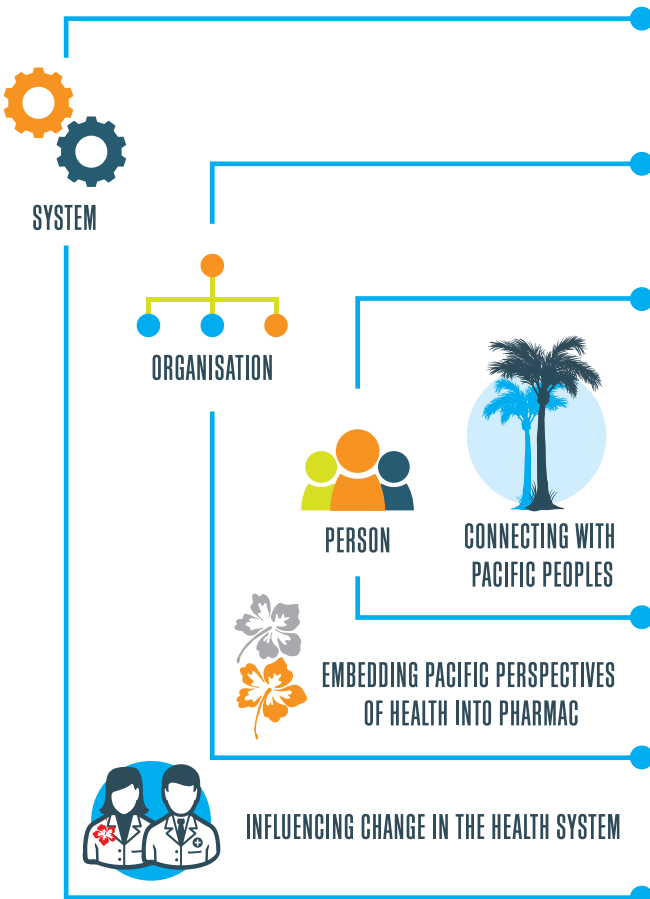 SYSTEM
ORGANISATION
PERSON
CONNECTING WITH
PACIFIC PEOPLES
EMBEDDING PACIFIC PERSPECTIVES
OF HEALTH INTO PHARMAC
INFLUENCING CHANGE IN THE HEALTH SYSTEM